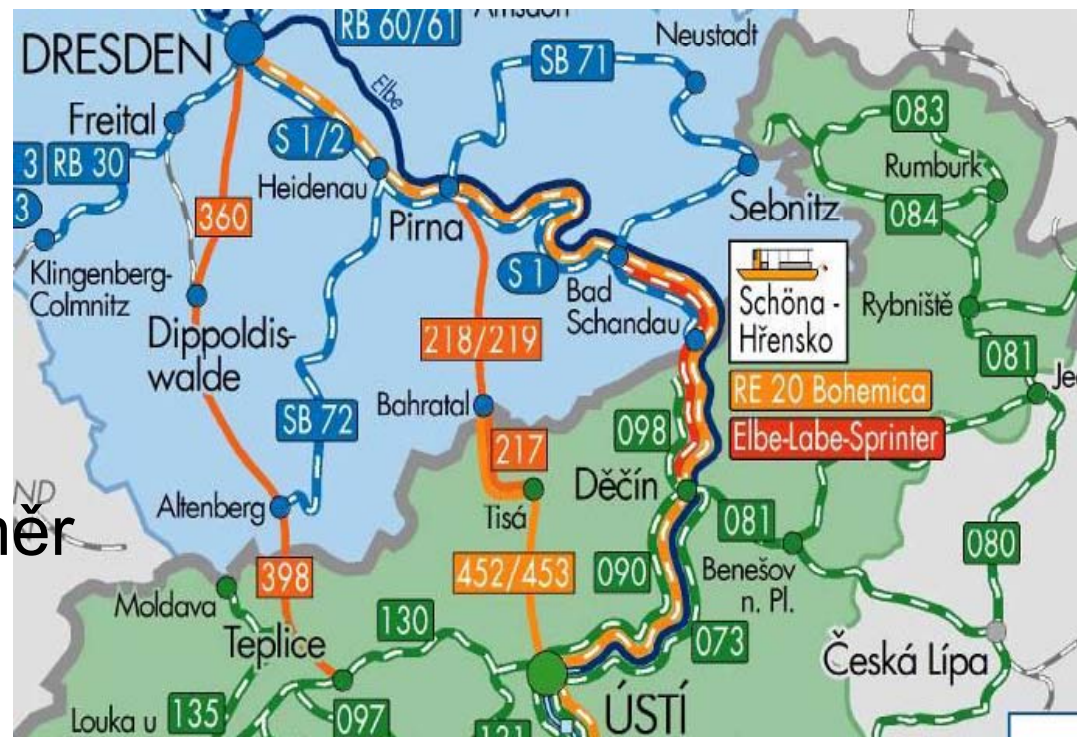 RB 60/61
Neustadt
DRESDEN
SB 71
Elbe
083
Freital
S 1/2
Rumburk
3
RB 30
Heidenau
Sebnitz
084
3
360
Pirna
S 1
Klingenberg-
Colmnitz
Bad
Schandau
Schöna -
Hřensko
Rybniště
Dippoldis-
walde
218/219
081
RE 20 Bohemica
Bahratal
SB 72
098
Elbe-Labe-Sprinter
217
Děčín
Altenberg
Tisá
081
080
398
452/453
090
Benešov
n. Pl.
Moldava
130
Teplice
073
Česká Lípa
Louka u
135
097
ÚSTÍ